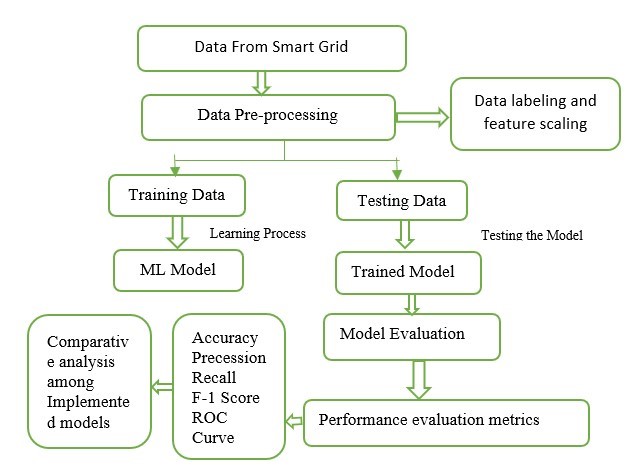 Data From Smart Grid
Data Pre-processing
Data labeling and
feature scaling
Training Data
Testing Data
Learning Process
Testing the Model
ML Model
Trained Model
Model Evaluation
Performance evaluation metrics
Accuracy
Precession
Recall
F-1 Score
ROC
Curve
Comparativ
e analysis
among
Implemente
d models